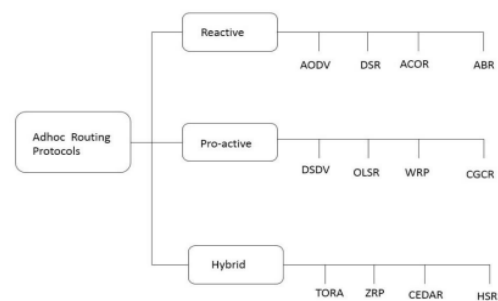 Reactive
AODV DSR ACOR ABR
Adhoc Routing
Protocols
Pro-active
DSDV OLSR WRP CGCR
Hybrid
TORA ZRP CEDAR HSR